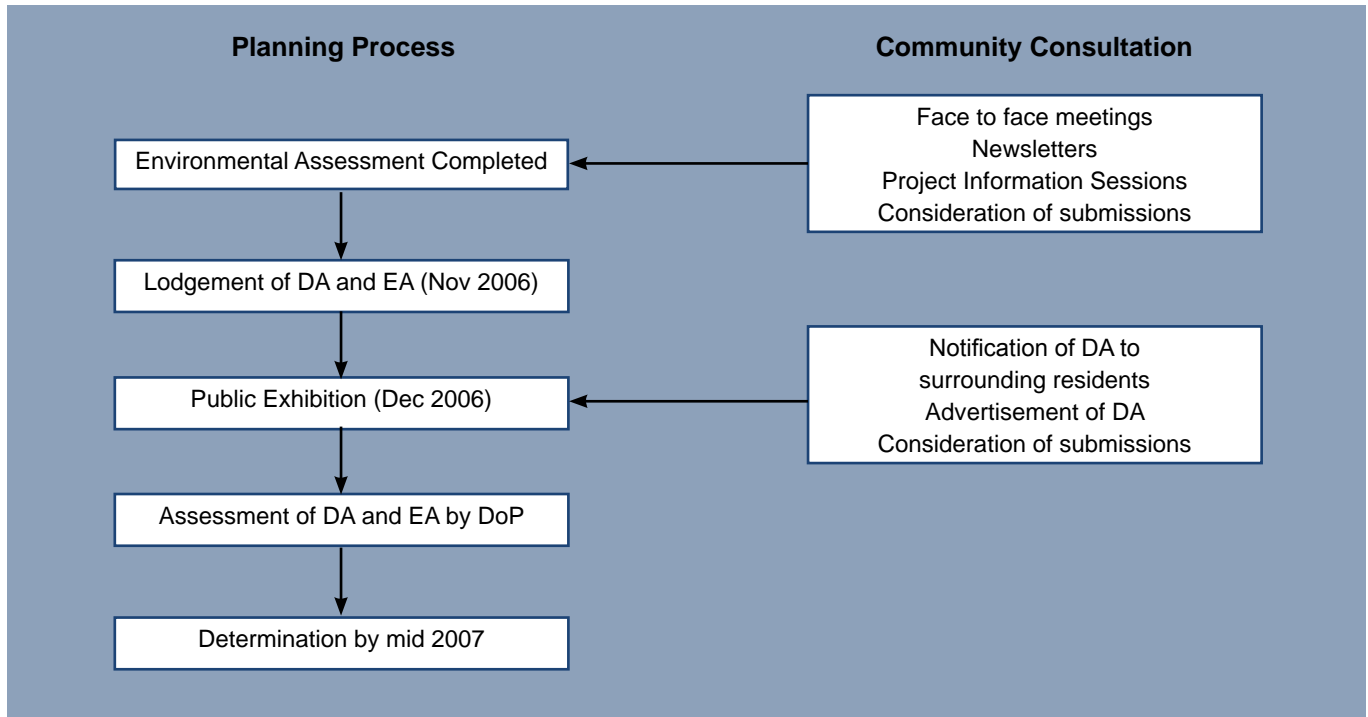 Planning Process
Environmental Assessment Completed
Lodgement of DA and EA (Nov 2006)
Public Exhibition (Dec 2006)
Assessment of DA and EA by DoP
Determination by mid 2007
Community Consultation
Face to face meetings
Newsletters
Project Information Sessions
Consideration of submissions
Notification of DA to
surrounding residents
Advertisement of DA
Consideration of submissions